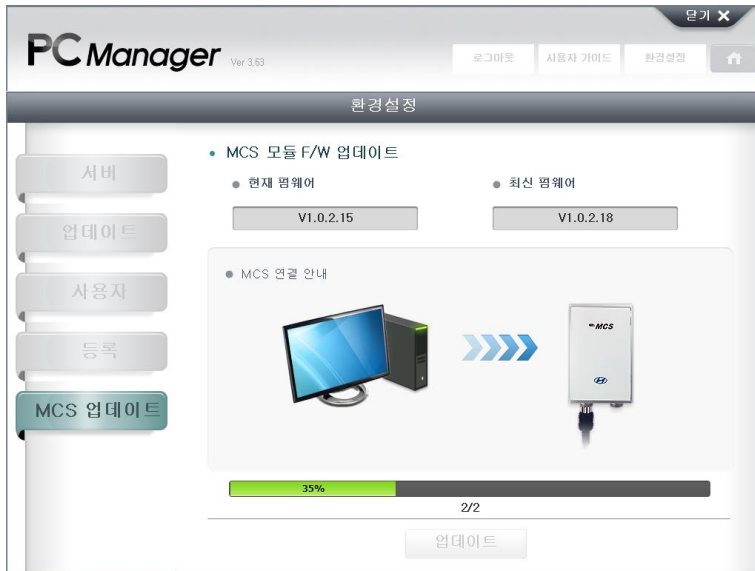 닫기 X
PC Manager Ver 3.63
로그아웃 사용자 가이드 환경설정
환경설정
서버
업데이트
사용자
등록
MCS 업데이트
• MCS 모듈 F/W 업데이트
현재 펌웨어
최신 펌웨어
V1.0.2.15
V1.0.2.18
MCS 연결 안내
MCS
35%
2/2
업데이트